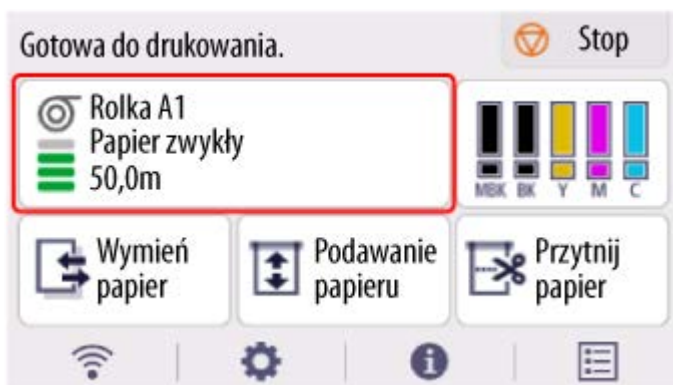 Gotowa do drukowania.
Stop
Rolka A1
Papier zwykły
50,0m
MBK BK Y M C
Wymień
papier
Podawanie
papieru
Przytnij
papier